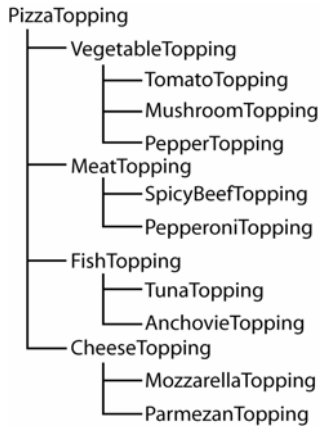 PizzaTopping
VegetableTopping
TomatoTopping
MushroomTopping
PepperTopping
MeatTopping
SpicyBeefTopping
PepperoniTopping
FishTopping
TunaTopping
AnchovieTopping
CheeseTopping
MozzarellaTopping
ParmezanTopping